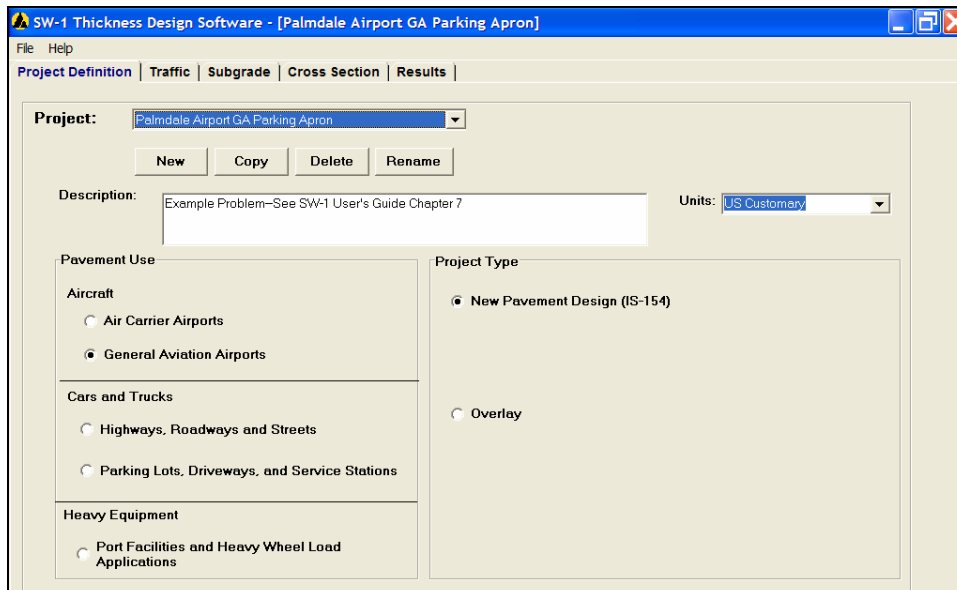 SW-1 Thickness Design Software - [Palmdale Airport GA Parking Apron]
File Help
Project Definition | Traffic | Subgrade | Cross Section | Results |
Project: Palmdale Airport GA Parking Apron
New Copy Delete Rename
Description: Example Problem--See SW-1 User's Guide Chapter 7
Units: US Customary
Pavement Use
Aircraft
Air Carrier Airports
General Aviation Airports
Cars and Trucks
Highways, Roadways and Streets
Parking Lots, Driveways, and Service Stations
Heavy Equipment
Port Facilities and Heavy Wheel Load
Applications
Project Type
New Pavement Design (IS-154)
Overlay